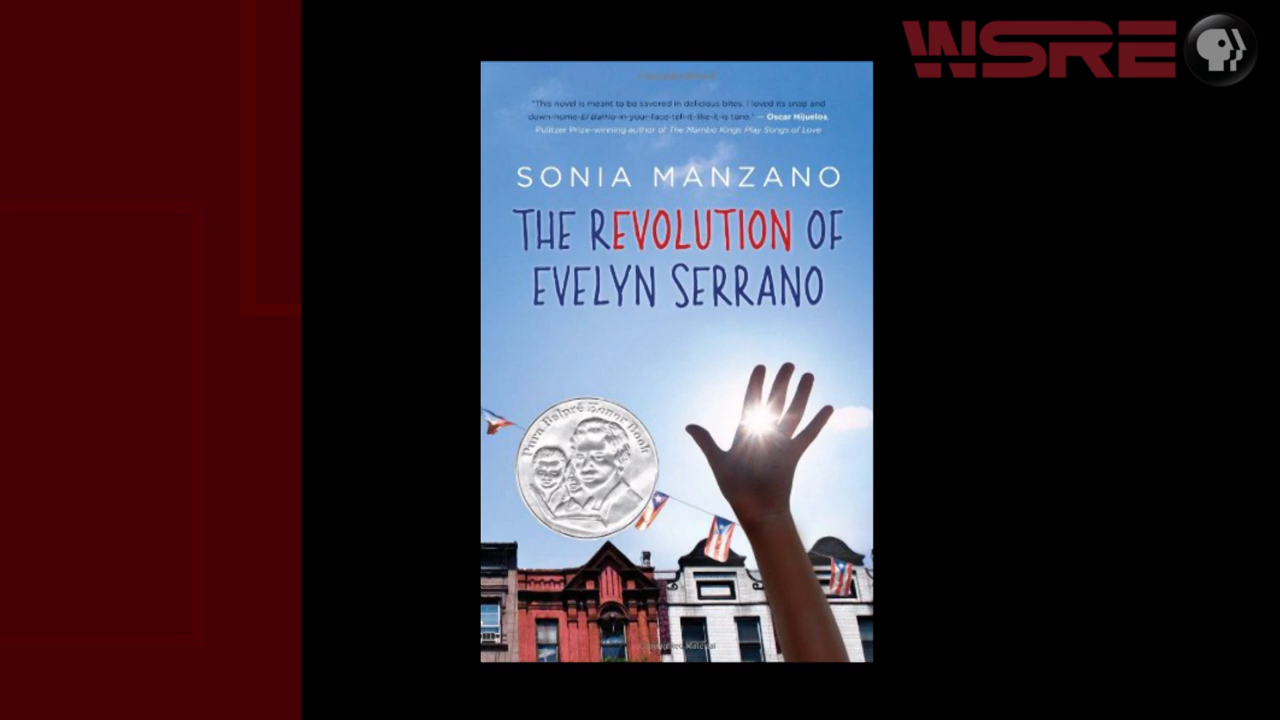 WSRE
"This novel is meant to be savored in delicious bites. I loved its snap and
down-home-El Barrio-in-your-face-tell-it-like-it-is tone." — Oscar Hijuelos,
Pulitzer Prize–winning author of The Mambo Kings Play Songs of Love
SONIA MANZANO
THE REVOLUTION OF
EVELYN SERRANO
Pura Belpré Honor Book